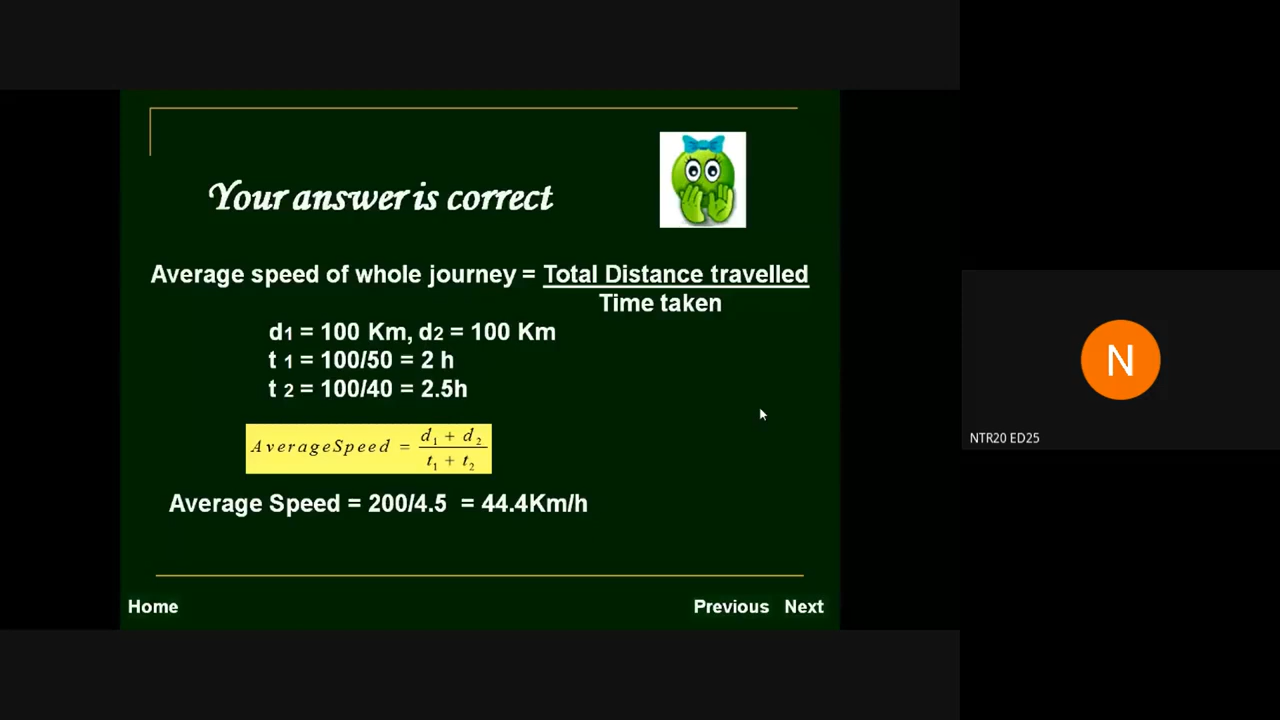 Your answer is correct
Average speed of whole journey = Total Distance travelled
Time taken
d1 = 100 Km, d2 = 100 Km
t 1 = 100/50 = 2 h
t 2 = 100/40 = 2.5h
AverageSpeed = d1 + d2
t1 + t2
Average Speed = 200/4.5 = 44.4Km/h
Home
Previous Next
N
NTR20 ED25